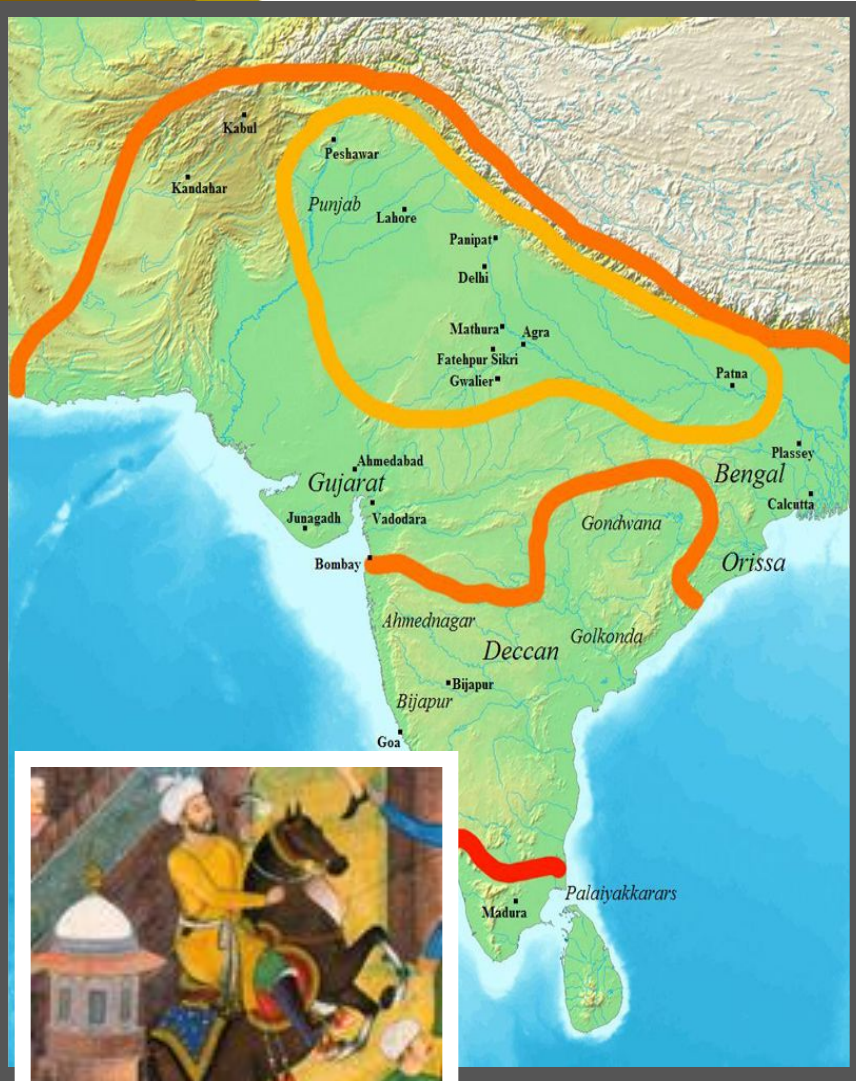 Kabul
Peshawar
Kandahar
Punjab
Lahore
Panipat
Delhi
Mathura
Agra
Fatehpur Sikri
Gwalier
Patna
Plassey
Ahmedabad
Bengal
Gujarat
Calcutta
Junagadh
Vadodara
Gondwana
Bombay
Orissa
Ahmednagar
Golkonda
Deccan
Bijapur
Bijapur
Goa
Palaiyakkarars
Madura